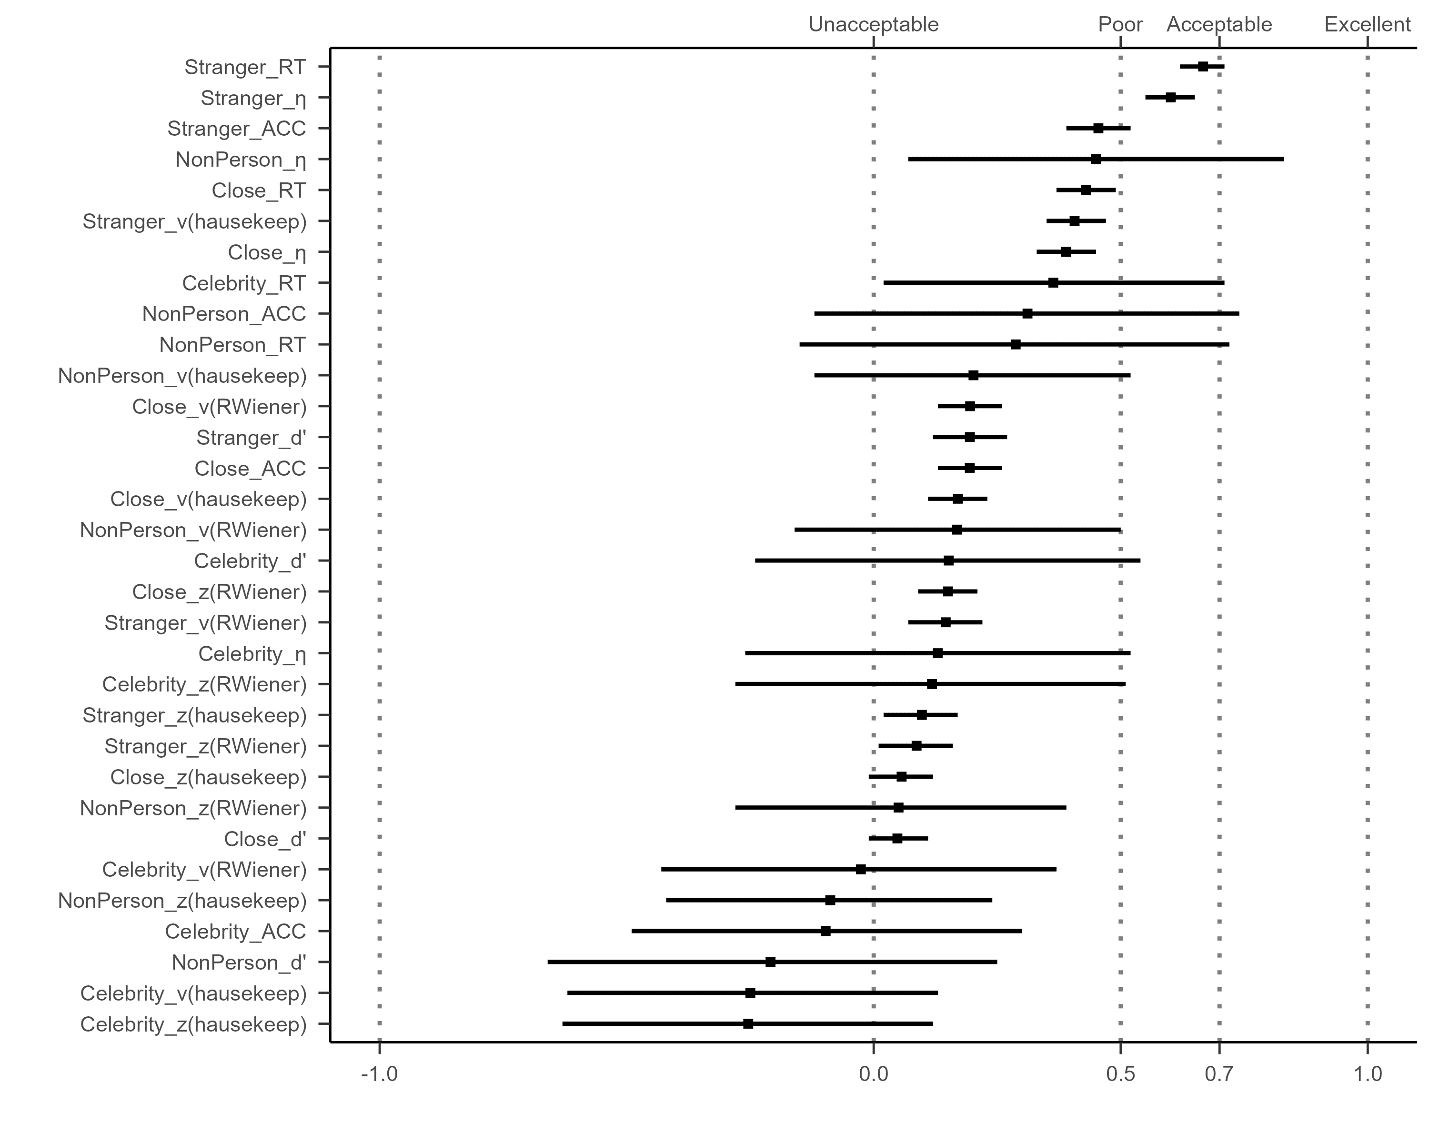 Unacceptable Poor Acceptable Excellent
Stranger_RT
Stranger_η
Stranger_ACC
NonPerson_η
Close_RT
Stranger_v(hausekeep)
Close_η
Celebrity_RT
NonPerson_ACC
NonPerson_RT
NonPerson_v(hausekeep)
Close_v(RWiener)
Stranger_d'
Close_ACC
Close_v(hausekeep)
NonPerson_v(RWiener)
Celebrity_d'
Close_z(RWiener)
Stranger_v(RWiener)
Celebrity_η
Celebrity_z(RWiener)
Stranger_z(hausekeep)
Stranger_z(RWiener)
Close_z(hausekeep)
NonPerson_z(RWiener)
Close_d'
Celebrity_v(RWiener)
NonPerson_z(hausekeep)
Celebrity_ACC
NonPerson_d'
Celebrity_v(hausekeep)
Celebrity_z(hausekeep)
-1.0 0.0 0.5 0.7 1.0